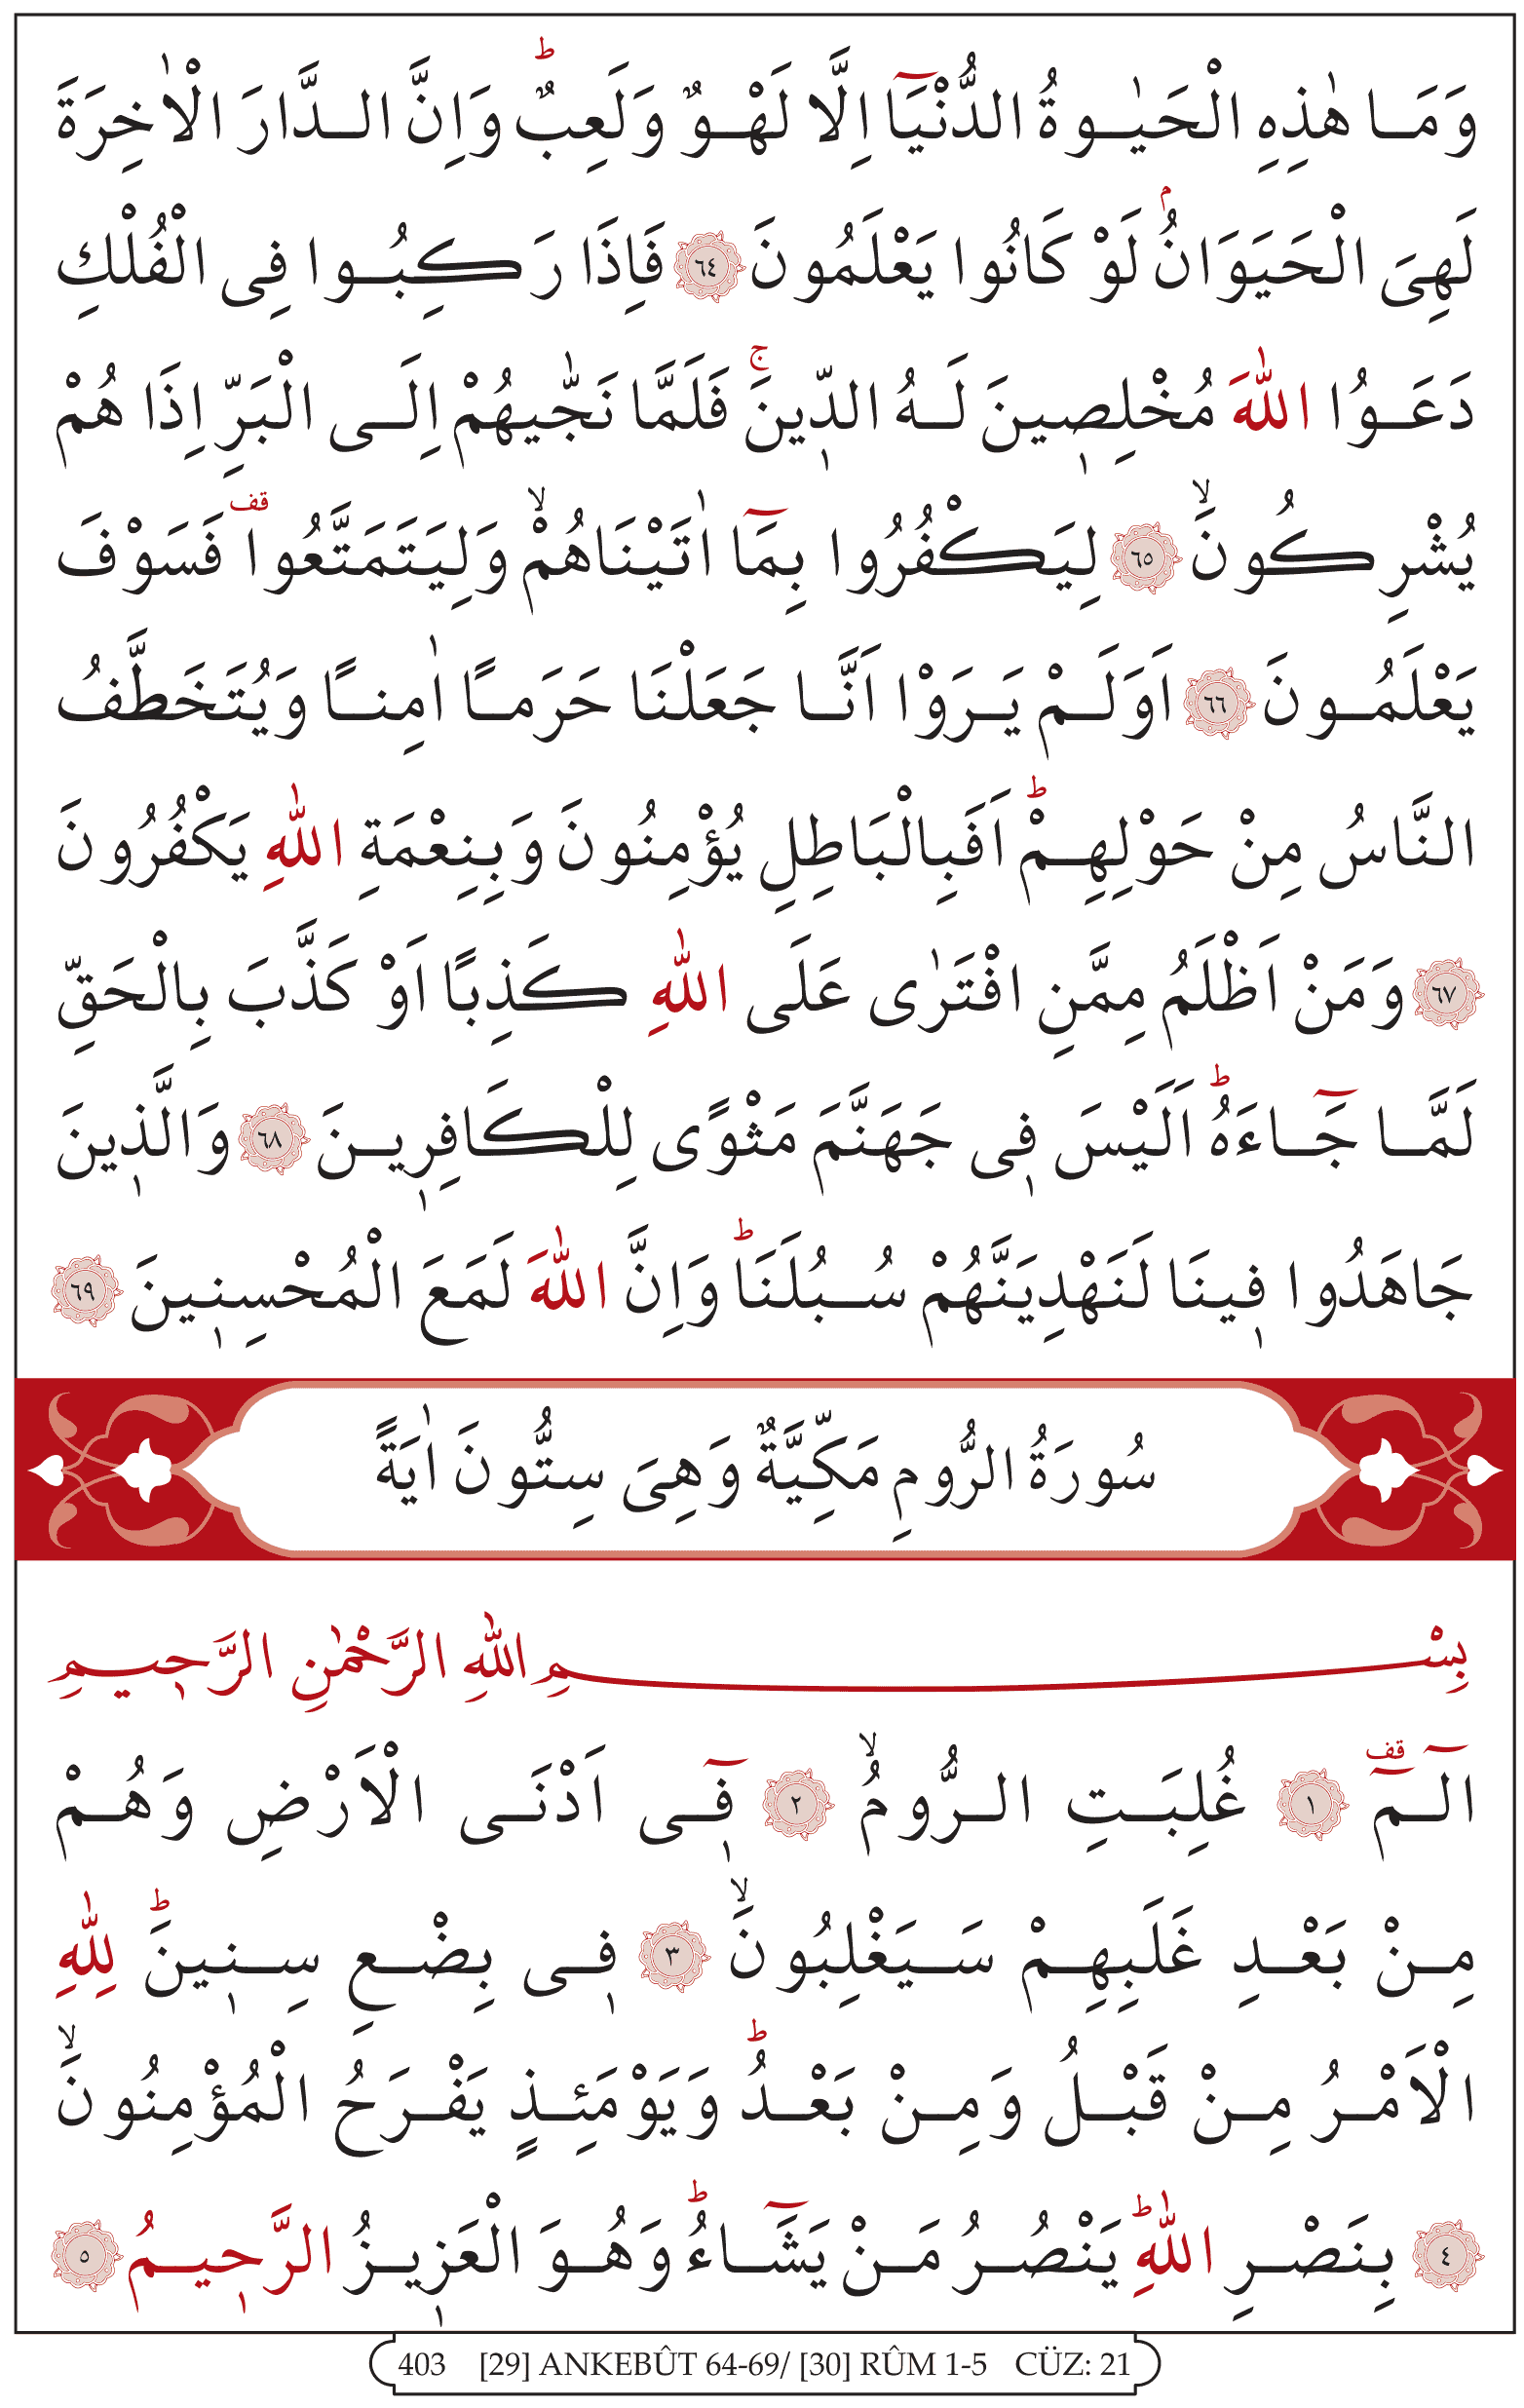 وَمَا هٰذِهِ الْحَيٰوةُ الدُّنْيَٓا اِلَّا لَهْوٌ وَلَعِبٌؕ وَاِنَّ الدَّارَ الْاٰخِرَةَ
لَهِيَ الْحَيَوَانُۢ لَوْ كَانُوا يَعْلَمُونَ ﴿٦٤﴾ فَاِذَا رَكِبُوا فِي الْفُلْكِ
دَعَوُا اللّٰهَ مُخْلِصٖينَ لَهُ الدّٖينَۚ فَلَمَّا نَجّٰيهُمْ اِلَى الْبَرِّ اِذَا هُمْ
يُشْرِكُونَۙ ﴿٦٥﴾ لِيَكْفُرُوا بِمَٓا اٰتَيْنَاهُمْۙ وَلِيَتَمَتَّعُوا قف فَسَوْفَ
يَعْلَمُونَ ﴿٦٦﴾ اَوَلَمْ يَرَوْا اَنَّا جَعَلْنَا حَرَمًا اٰمِنًا وَيُتَخَطَّفُ
النَّاسُ مِنْ حَوْلِهِمْؕ اَفَبِالْبَاطِلِ يُؤْمِنُونَ وَبِنِعْمَةِ اللّٰهِ يَكْفُرُونَ
﴿٦٧﴾ وَمَنْ اَظْلَمُ مِمَّنِ افْتَرٰى عَلَى اللّٰهِ كَذِبًا اَوْ كَذَّبَ بِالْحَقِّ
لَمَّا جَٓاءَهُؕ اَلَيْسَ فٖي جَهَنَّمَ مَثْوًى لِلْكَافِرٖينَ ﴿٦٨﴾ وَالَّذٖينَ
جَاهَدُوا فٖينَا لَنَهْدِيَنَّهُمْ سُبُلَنَاؕ وَاِنَّ اللّٰهَ لَمَعَ الْمُحْسِنٖينَ ﴿٦٩﴾
سُورَةُ الرُّومِ مَكِّيَّةٌ وَهِيَ سِتُّونَ اٰيَةً
بِسْمِ اللّٰهِ الرَّحْمٰنِ الرَّحٖيمِ
الٓمٓ قف ﴿١﴾ غُلِبَتِ الرُّومُۙ ﴿٢﴾ فٖٓي اَدْنَى الْاَرْضِ وَهُمْ
مِنْ بَعْدِ غَلَبِهِمْ سَيَغْلِبُونَۙ ﴿٣﴾ فٖي بِضْعِ سِنٖينَؕ لِلّٰهِ
الْاَمْرُ مِنْ قَبْلُ وَمِنْ بَعْدُؕ وَيَوْمَئِذٍ يَفْرَحُ الْمُؤْمِنُونَۙ
﴿٤﴾ بِنَصْرِ اللّٰهِؕ يَنْصُرُ مَنْ يَشَٓاءُؕ وَهُوَ الْعَزٖيزُ الرَّحٖيمُ ﴿٥﴾
403 [29] ANKEBÛT 64-69/ [30] RÛM 1-5 CÜZ: 21